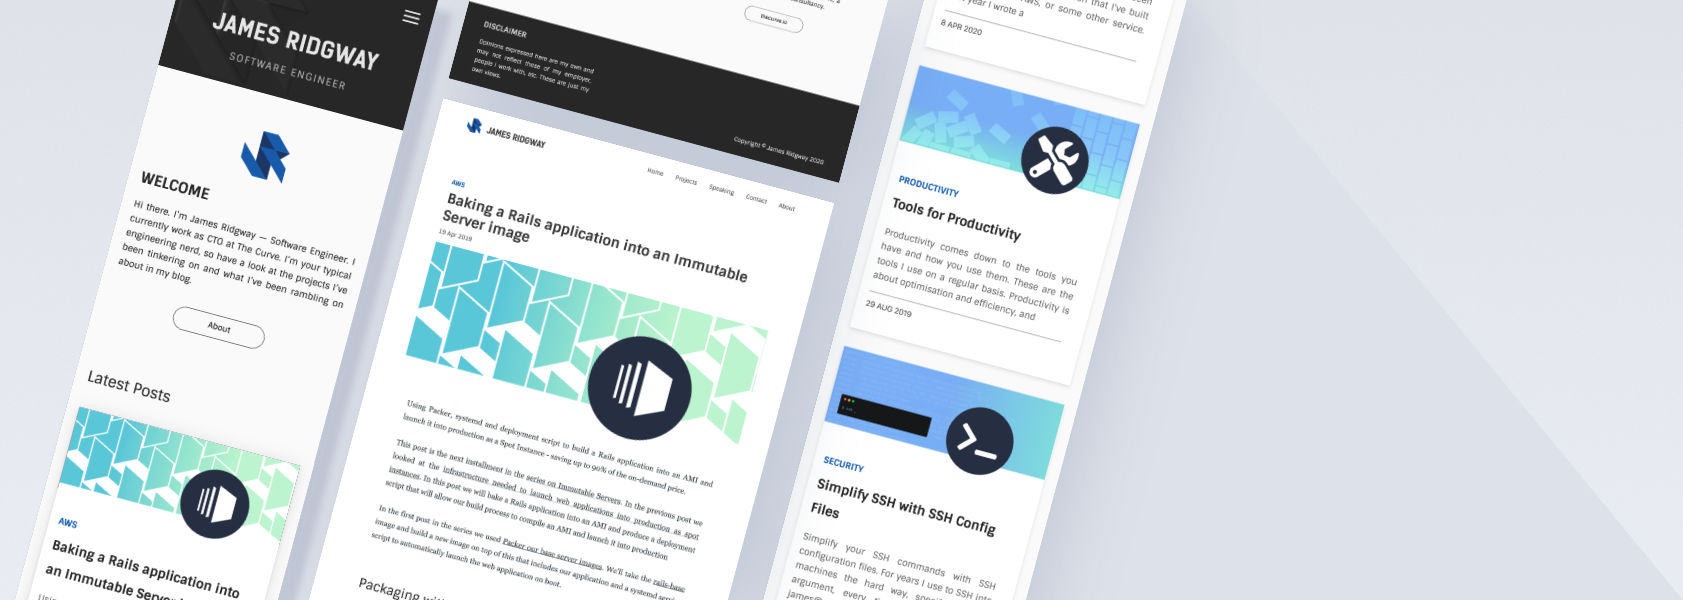 JAMES RIDGWAY
SOFTWARE ENGINEER
WELCOME
Hi there. I'm James Ridgway — Software Engineer. I
currently work as CTO at The Curve. I'm your typical
engineering nerd, so have a look at the projects I've
been tinkering on and what I've been rambling on
about in my blog.
About
Latest Posts
AWS
Baking a Rails application into
an Immutable Server
DISCLAIMER
Opinions expressed here are my own and
may not reflect those of my employer,
people I work with, etc. These are just my
own views.
Copyright © James Ridgway 2020
JAMES RIDGWAY
Home
Projects
Speaking
Contact
About
AWS
Baking a Rails application into an Immutable
Server image
19 Apr 2019
Using Packer, systemd and deployment script to build a Rails application into an AMI and
launch it into production as a Spot Instance - saving up to 90% of the on-demand price.
This post is the next installment in the series on Immutable Servers. In the previous post we
looked at the infrastructure needed to launch web applications into production as spot
instances. In this post we will bake a Rails application into an AMI and produce a deployment
script that will allow our build process to compile an AMI and launch it into production
In the first post in the series we used Packer our base server images. We'll take the rails-base
image and build a new image on top of this that includes our application and a systemd
script to automatically launch the web application on boot.
Packaging
that I've built
or some other service.
year I wrote a
8 APR 2020
PRODUCTIVITY
Tools for Productivity
Productivity comes down to the tools you
have and how you use them. These are the
tools I use on a regular basis. Productivity is
about optimisation and efficiency, and
29 AUG 2019
SECURITY
Simplify SSH with SSH Config
Files
Simplify your SSH commands with SSH
configuration files. For years I use to SSH into
machines the hard way,
argument, every
james@